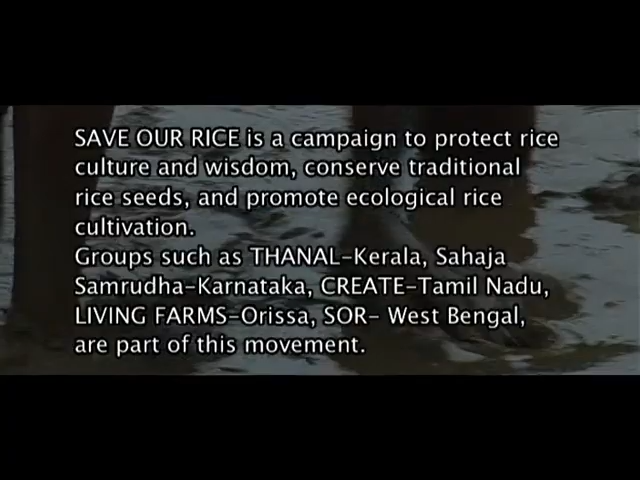 SAVE OUR RICE is a campaign to protect rice
culture and wisdom, conserve traditional
rice seeds, and promote ecological rice
cultivation.
Groups such as THANAL-Kerala, Sahaja
Samrudha-Karnataka, CREATE-Tamil Nadu,
LIVING FARMS-Orissa, SOR- West Bengal,
are part of this movement.